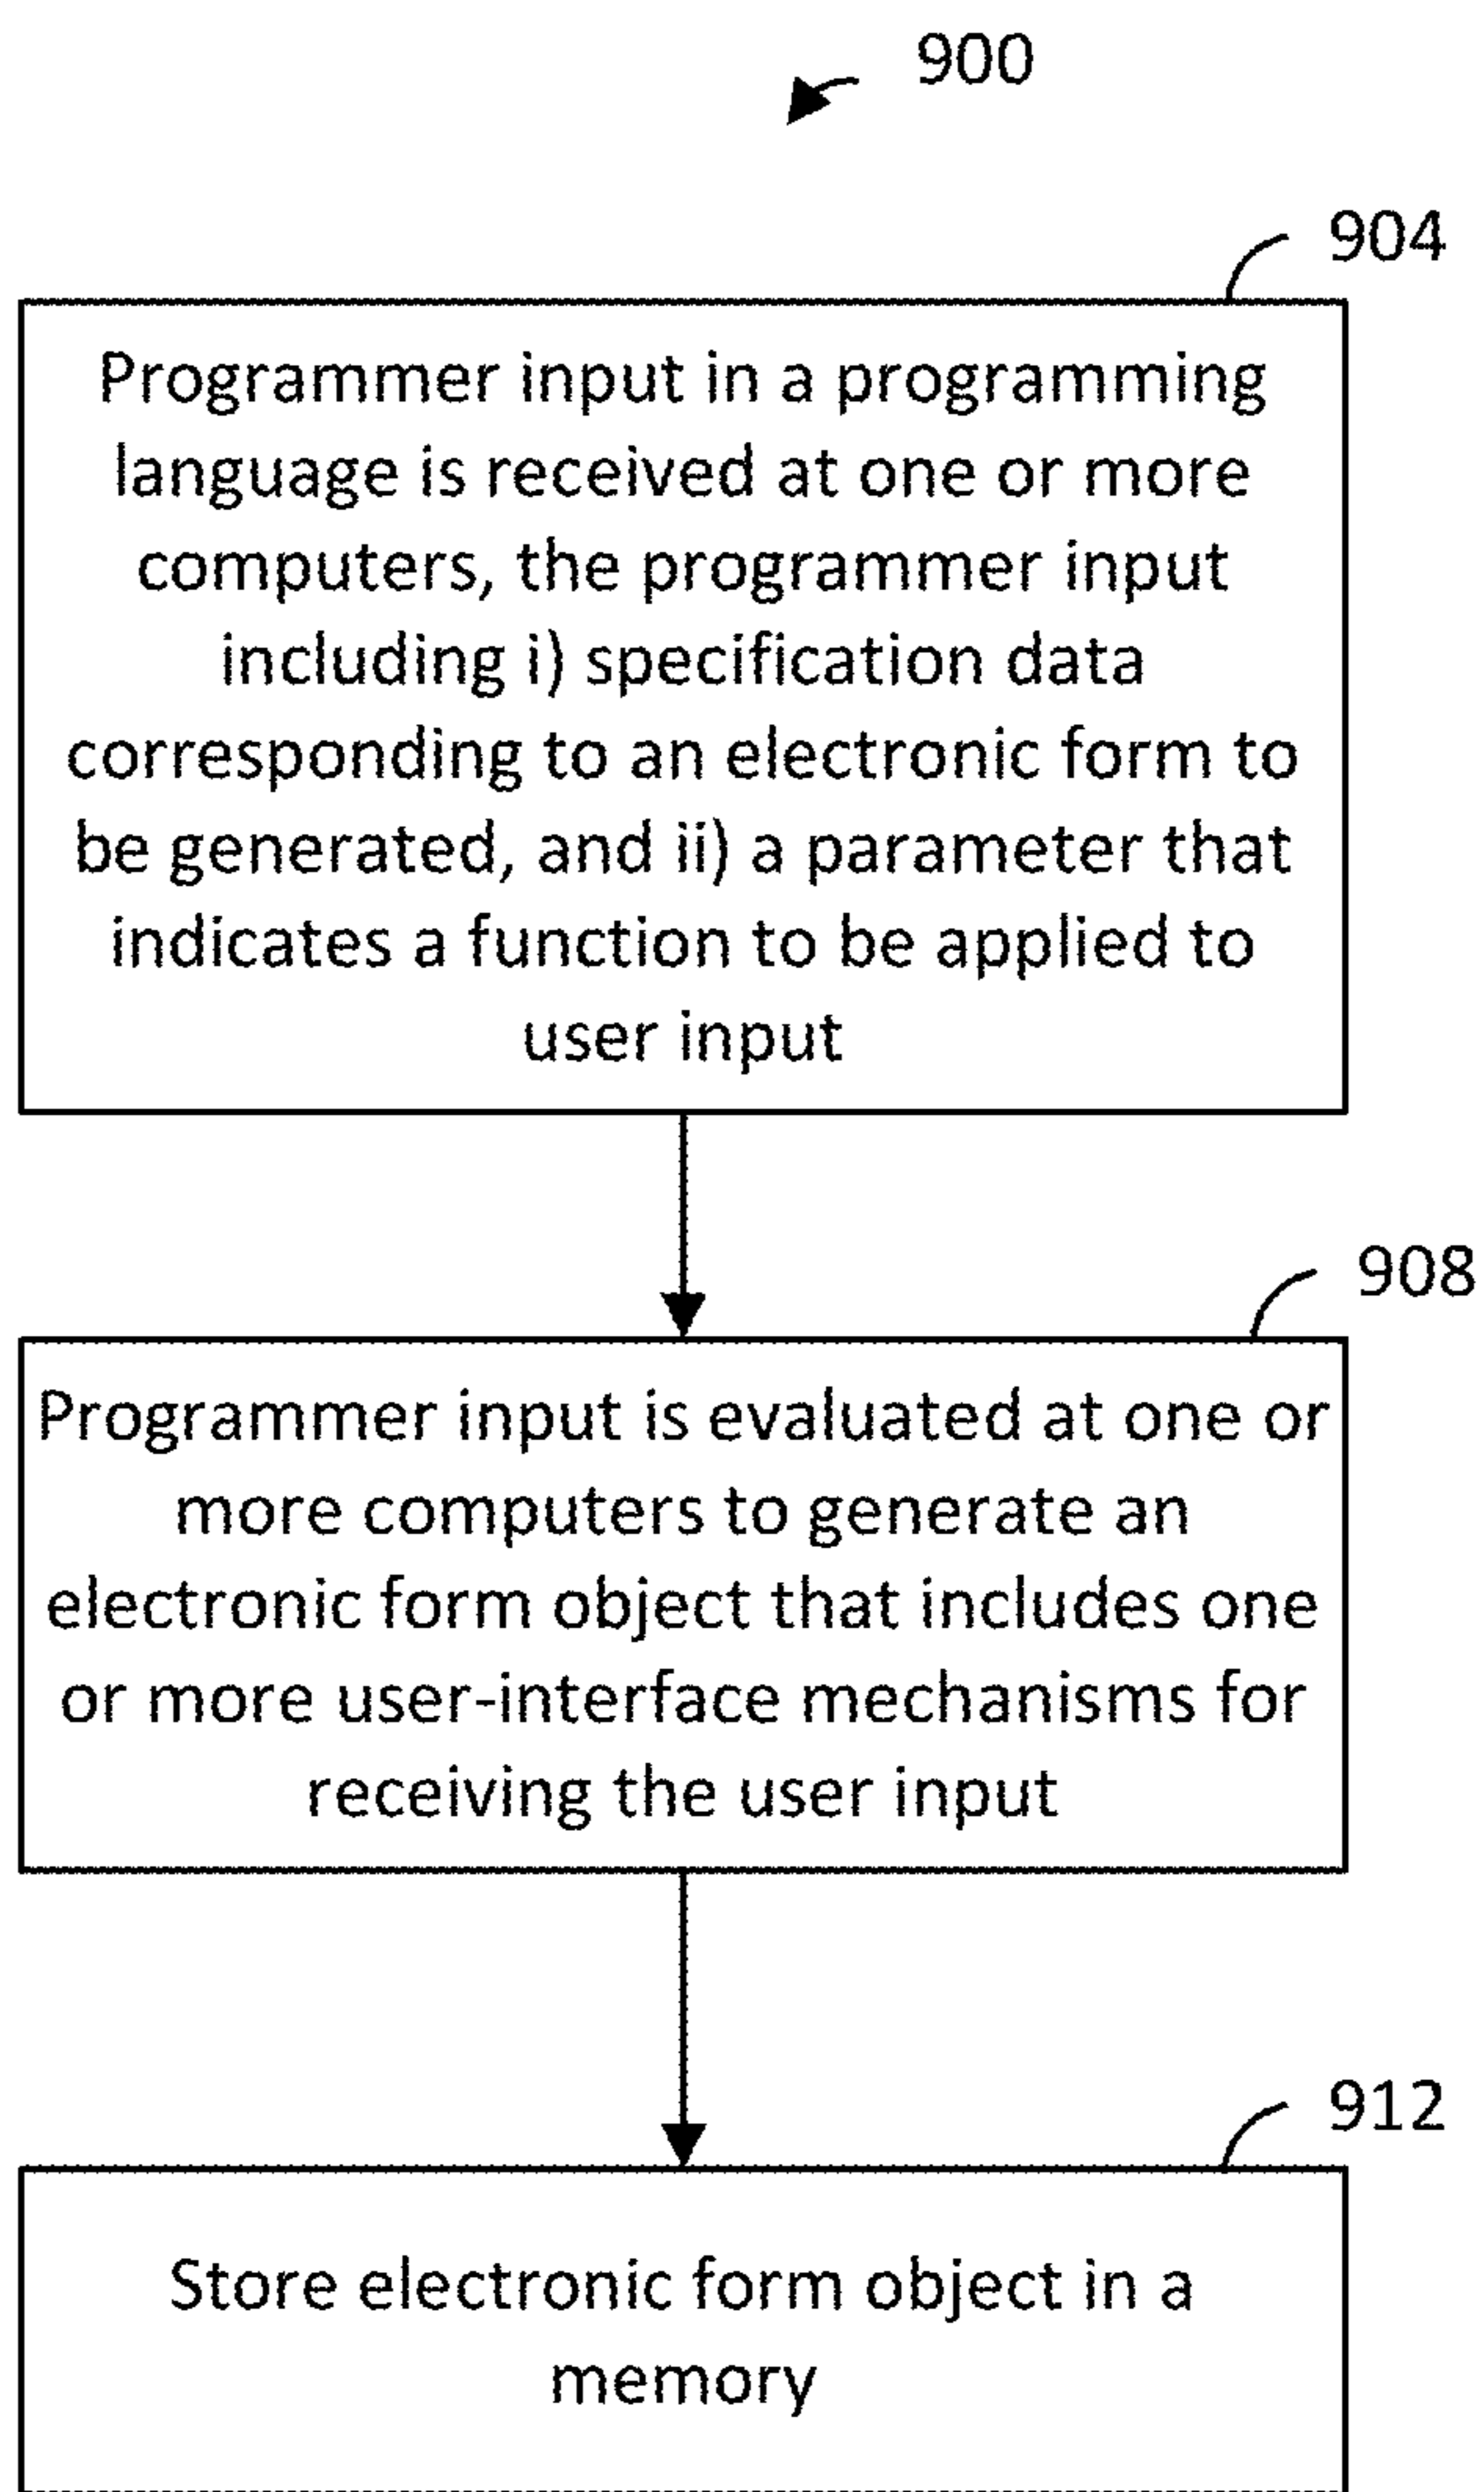 900
904
Programmer input in a programming
language is received at one or more
computers, the programmer input
including i) specification data
corresponding to an electronic form to
be generated, and ii) a parameter that
indicates a function to be applied to
user input
908
Programmer input is evaluated at one or
more computers to generate an
electronic form object that includes one
or more user-interface mechanisms for
receiving the user input
912
Store electronic form object in a
memory